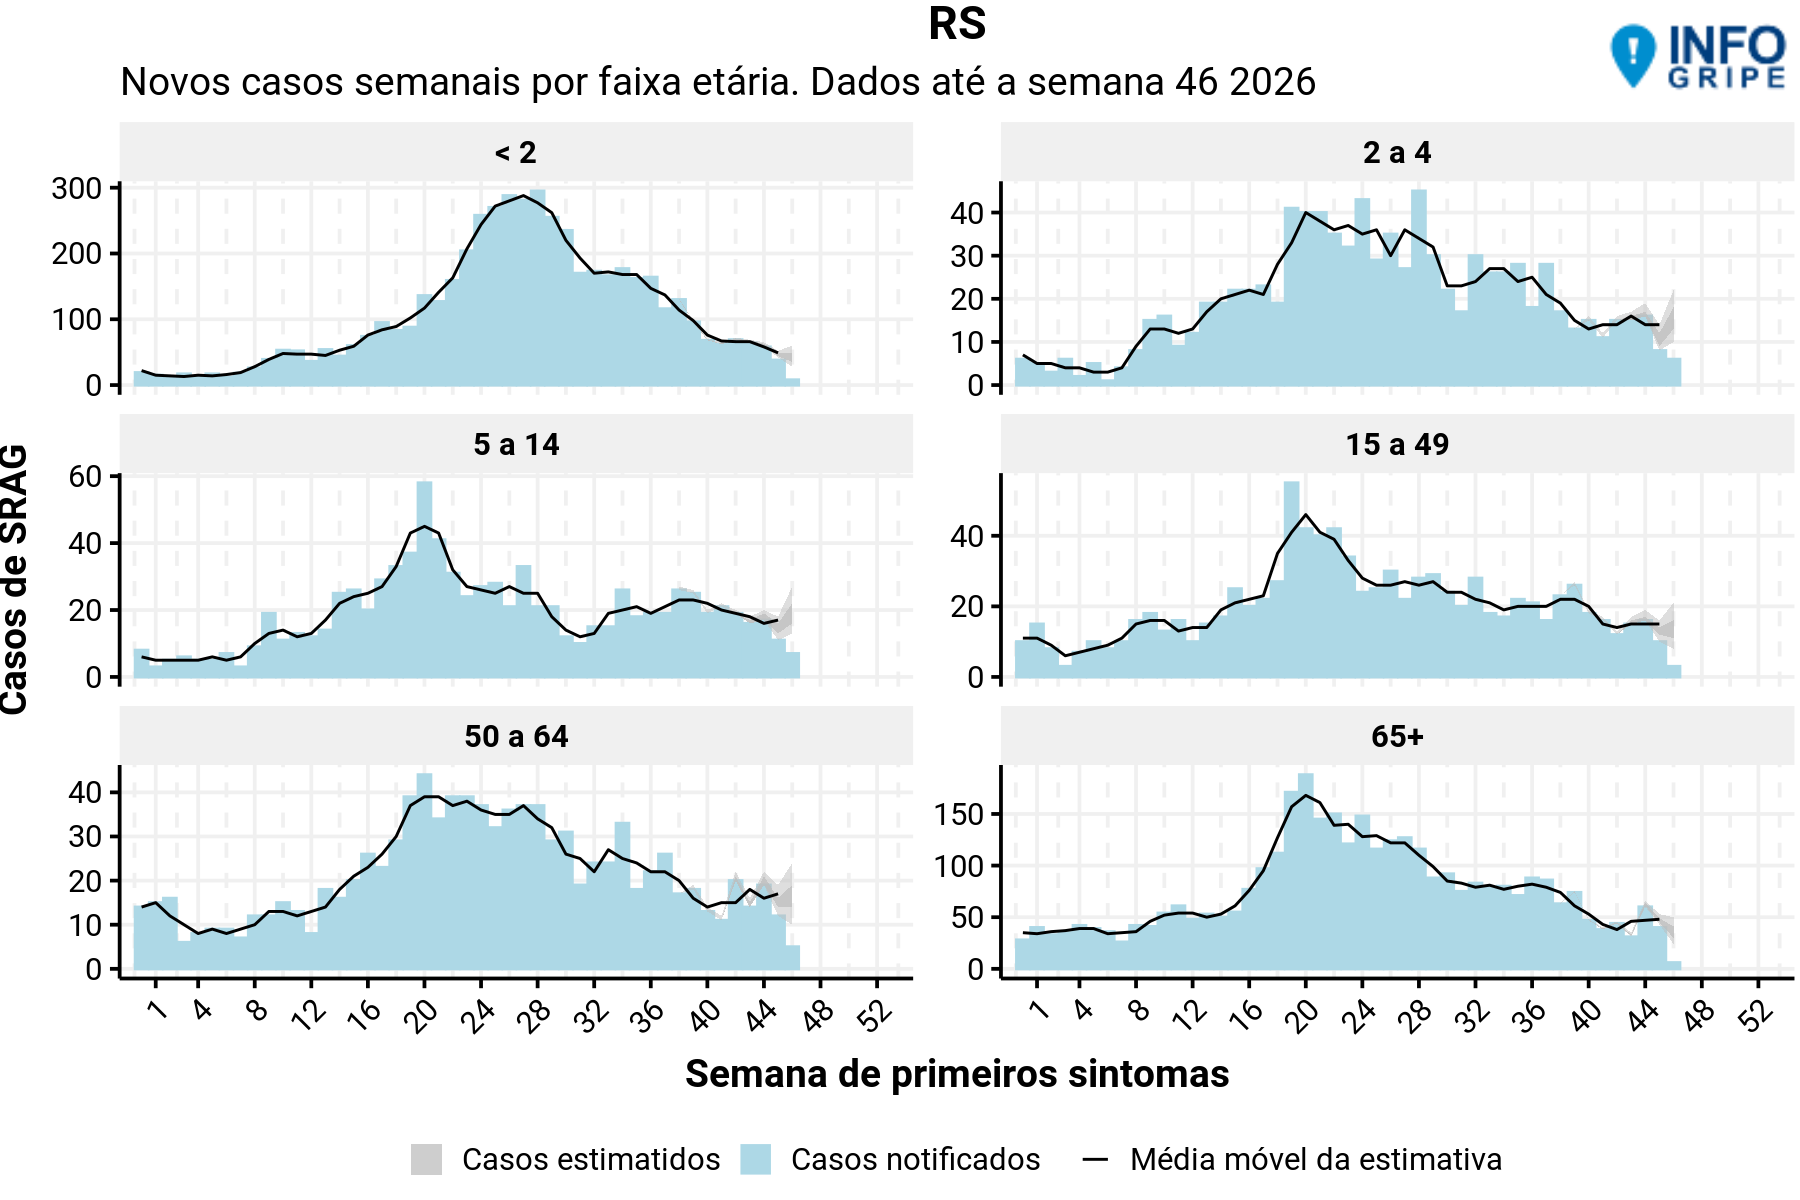 RS
INFO
GRIPE
Novos casos semanais por faixa etária. Dados até a semana 46 2026
< 2
2 a 4
300
200
100
0
40
30
20
10
0
5 a 14
15 a 49
60
40
20
0
40
20
0
50 a 64
65+
40
30
20
10
0
150
100
50
0
1 4 8 12 16 20 24 28 32 36 40 44 48 52
1 4 8 12 16 20 24 28 32 36 40 44 48 52
Casos de SRAG
Semana de primeiros sintomas
Casos estimatidos Casos notificados Média móvel da estimativa